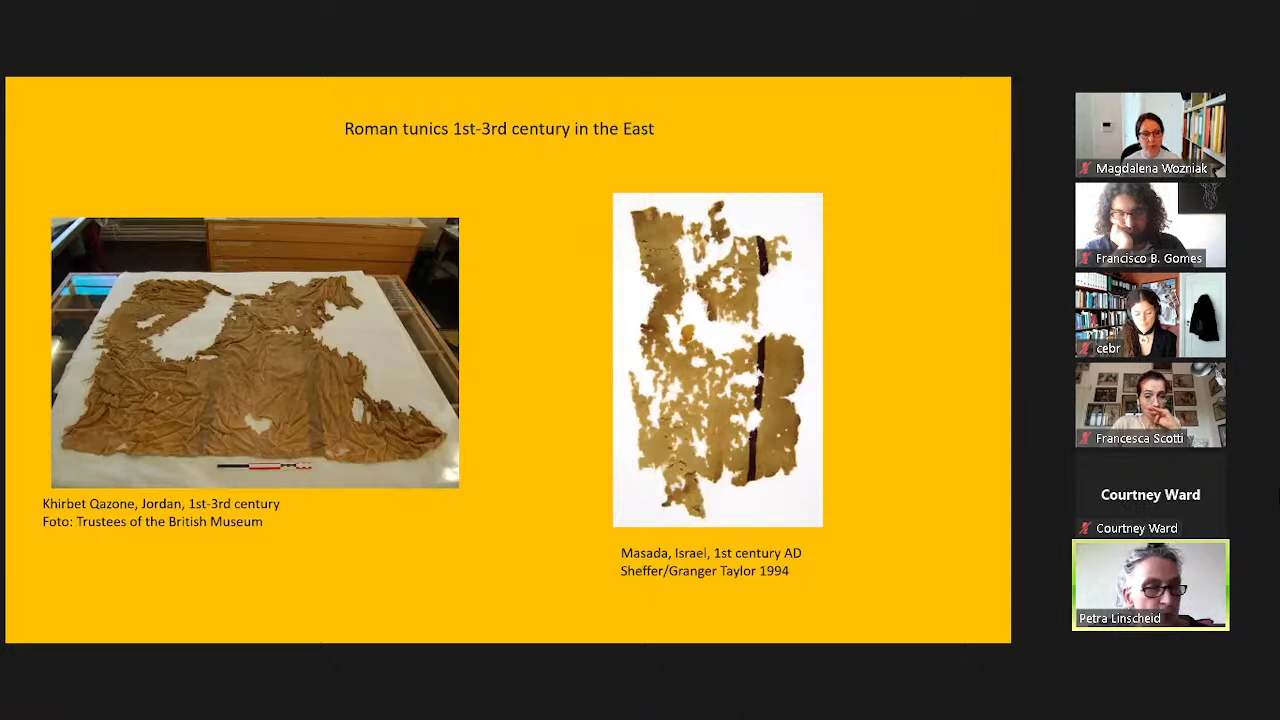 Roman tunics 1st-3rd century in the East
Khirbet Qazone, Jordan, 1st-3rd century
Foto: Trustees of the British Museum
Masada, Israel, 1st century AD
Sheffer/Granger Taylor 1994
Magdalena Wozniak
Francisco B. Gomes
cebr
Francesca Scotti
Courtney Ward
Courtney Ward
Petra Linscheid